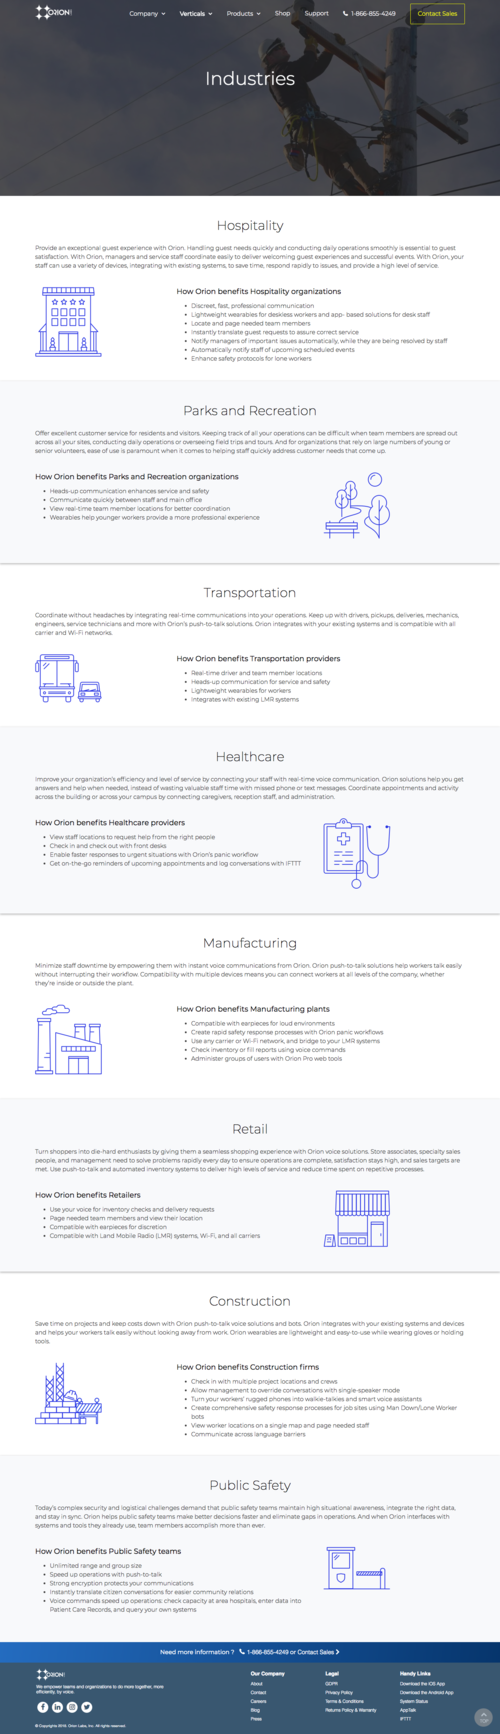 ORION
Company
Verticals
Products
Shop
Support
1-866-855-4249
Contact Sales
Industries
Hospitality
Provide an exceptional guest experience with Orion. Handling guest needs quickly and conducting daily operations smoothly is essential to guest
satisfaction. With Orion, managers and service staff coordinate easily to deliver welcoming guest experiences and successful events. With Orion, your
staff can use a variety of devices, integrating with existing systems, to save time, respond rapidly to issues, and provide a high level of service.
How Orion benefits Hospitality organizations
Discreet, fast, professional communication
Lightweight wearables for deskless workers and app- based solutions for desk staff
Locate and page needed team members
Instantly translate guest requests to assure correct service
Notify managers of important issues automatically, while they are being resolved by staff
Automatically notify staff of upcoming scheduled events
Enhance safety protocols for lone workers
Parks and Recreation
Offer excellent customer service for residents and visitors. Keeping track of all your operations can be difficult when team members are spread out
across all your sites, conducting daily operations or overseeing field trips and tours. And for organizations that rely on large numbers of young or
senior volunteers, ease of use is paramount when it comes to helping staff quickly address customer needs that come up.
How Orion benefits Parks and Recreation organizations
Heads-up communication enhances service and safety
Communicate quickly between staff and main office
View real-time team member locations for better coordination
Wearables help younger workers provide a more professional experience
Transportation
Coordinate without headaches by integrating real-time communications into your operations. Keep up with drivers, pickups, deliveries, mechanics,
engineers, service technicians and more with Orion's push-to-talk solutions. Orion integrates with your existing systems and is compatible with all
carrier and Wi-Fi networks.
How Orion benefits Transportation providers
Real-time driver and team member locations
Heads-up communication for service and safety
Lightweight wearables for workers
Integrates with existing LMR systems
Healthcare
Improve your organization's efficiency and level of service by connecting your staff with real-time voice communication. Orion solutions help you get
answers and help when needed, instead of wasting valuable staff time with missed phone or text messages. Coordinate appointments and activity
across the building or across your campus by connecting caregivers, reception staff, and administration.
How Orion benefits Healthcare providers
View staff locations to request help from the right people
Check in and check out with front desks
Enable faster responses to urgent situations with Orion's panic workflow
Get on-the-go reminders of upcoming appointments and log conversations with IFTTT
Manufacturing
Minimize staff downtime by empowering them with instant voice communications from Orion. Orion push-to-talk solutions help workers talk easily
without interrupting their workflow. Compatibility with multiple devices means you can connect workers at all levels of the company, whether
they're inside or outside the plant.
How Orion benefits Manufacturing plants
Compatible with earpieces for loud environments
Create rapid safety response processes with Orion panic workflows
Use any carrier or Wi-Fi network, and bridge to your LMR systems
Check inventory or fill reports using voice commands
Administer groups of users with Orion Pro web tools
Retail
Turn shoppers into die-hard enthusiasts by giving them a seamless shopping experience with Orion voice solutions. Store associates, specialty sales
people, and management need to solve problems rapidly every day to ensure operations are complete, satisfaction stays high, and sales targets are
met. Use push-to-talk and automated inventory systems to deliver high levels of service and reduce time spent on repetitive processes.
How Orion benefits Retailers
Use your voice for inventory checks and delivery requests
Page needed team members and view their location
Compatible with earpieces for discretion
Compatible with Land Mobile Radio (LMR) systems, Wi-Fi, and all carriers
Construction
Save time on projects and keep costs down with Orion push-to-talk voice solutions and bots. Orion integrates with your existing systems and devices
and helps your workers talk easily without looking away from work. Orion wearables are lightweight and easy-to-use while wearing gloves or holding
tools.
How Orion benefits Construction firms
Check in with multiple project locations and crews
Allow management to override conversations with single-speaker mode
Turn your workers' rugged phones into walkie-talkies and smart voice assistants
Create comprehensive safety response processes for job sites using Man Down/Lone Worker
bots
View worker locations on a single map and page needed staff
Communicate across language barriers
Public Safety
Today's complex security and logistical challenges demand that public safety teams maintain high situational awareness, integrate the right data,
and stay in sync. Orion helps public safety teams make better decisions faster and eliminate gaps in operations. And when Orion interfaces with
systems and tools they already use, team members accomplish more than ever.
How Orion benefits Public Safety teams
Unlimited range and group size
Speed up operations with push-to-talk
Strong encryption protects your communications
Instantly translate citizen conversations for easier community relations
Voice commands speed up operations: check capacity at area hospitals, enter data into
Patient Care Records, and query your own systems
Need more Information ? 1-866-855-4249 or Contact Sales
ORION
We empower teams and organizations to do more together, more
efficiently, by voice.
© Copyrights 2019. Orion Labs, Inc. All rights reserved.
Our Company
About
Contact
Careers
Blog
Press
Legal
GDPR
Privacy Policy
Terms & Conditions
Returns Policy & Warranty
Handy Links
Download the iOS App
Download the Android App
System Status
AppTalk
IFTTT
TOP